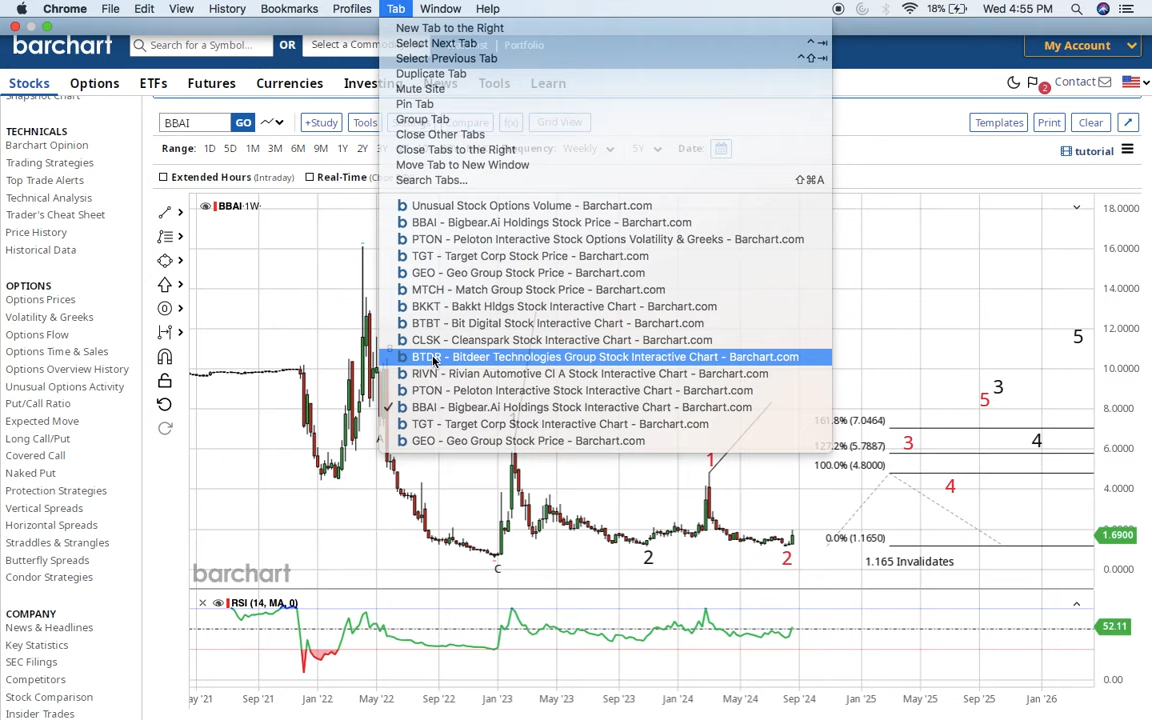 Chrome File Edit View History Bookmarks Profiles Tab Window Help 18% Wed 4:55 PM
New Tab to the Right
Select Next Tab
Select Previous Tab
Duplicate Tab
Mute Site
Pin Tab
Group Tab
Close Other Tabs
Close Tabs to the Right
Move Tab to New Window
Search Tabs... ⇧⌘A
Unusual Stock Options Volume - Barchart.com
BBAI - Bigbear.Ai Holdings Stock Price - Barchart.com
PTON - Peloton Interactive Stock Options Volatility & Greeks - Barchart.com
TGT - Target Corp Stock Price - Barchart.com
GEO - Geo Group Stock Price - Barchart.com
MTCH - Match Group Stock Price - Barchart.com
BKKT - Bakkt Hldgs Stock Interactive Chart - Barchart.com
BTBT - Bit Digital Stock Interactive Chart - Barchart.com
CLSK - Cleanspark Stock Interactive Chart - Barchart.com
BTDR - Bitdeer Technologies Group Stock Interactive Chart - Barchart.com
RIVN - Rivian Automotive Cl A Stock Interactive Chart - Barchart.com
PTON - Peloton Interactive Stock Interactive Chart - Barchart.com
BBAI - Bigbear.Ai Holdings Stock Interactive Chart - Barchart.com
TGT - Target Corp Stock Interactive Chart - Barchart.com
GEO - Geo Group Stock Price - Barchart.com
barchart Search for a Symbol... OR Select a Portfolio My Account
Stocks Options ETFs Futures Currencies News Tools Learn Contact 2
Snapshot Chart
TECHNICALS
Barchart Opinion
Trading Strategies
Top Trade Alerts
Technical Analysis
Trader's Cheat Sheet
Price History
Historical Data
OPTIONS
Options Prices
Volatility & Greeks
Options Flow
Options Time & Sales
Options Overview History
Unusual Options Activity
Put/Call Ratio
Expected Move
Long Call/Put
Covered Call
Naked Put
Protection Strategies
Vertical Spreads
Horizontal Spreads
Straddles & Strangles
Butterfly Spreads
Condor Strategies
COMPANY
News & Headlines
Key Statistics
SEC Filings
Competitors
Stock Comparison
Insider Trades
BBAI GO +Study Tools f(x) Grid View Templates Print Clear
Range: 1D 5D 1M 3M 6M 9M 1Y 2Y Frequency: Weekly 5Y Date: tutorial
Extended Hours (Intraday) Real-Time
BBAI·1W·
18.0000
16.0000
14.0000
12.0000
10.0000
8.0000
6.0000
4.0000
1.6900
0.0000
5
3
5
161.8% (7.0464)
127.2% (5.7887)
3
4
100.0% (4.8000)
1
4
0.0% (1.1650)
2
2
1.165 Invalidates
C
barchart
RSI (14, MA, 0)
52.11
0.00
Sep '21 Jan '22 May '22 Sep '22 Jan '23 May '23 Sep '23 Jan '24 May '24 Sep '24 Jan '25 May '25 Sep '25 Jan '26